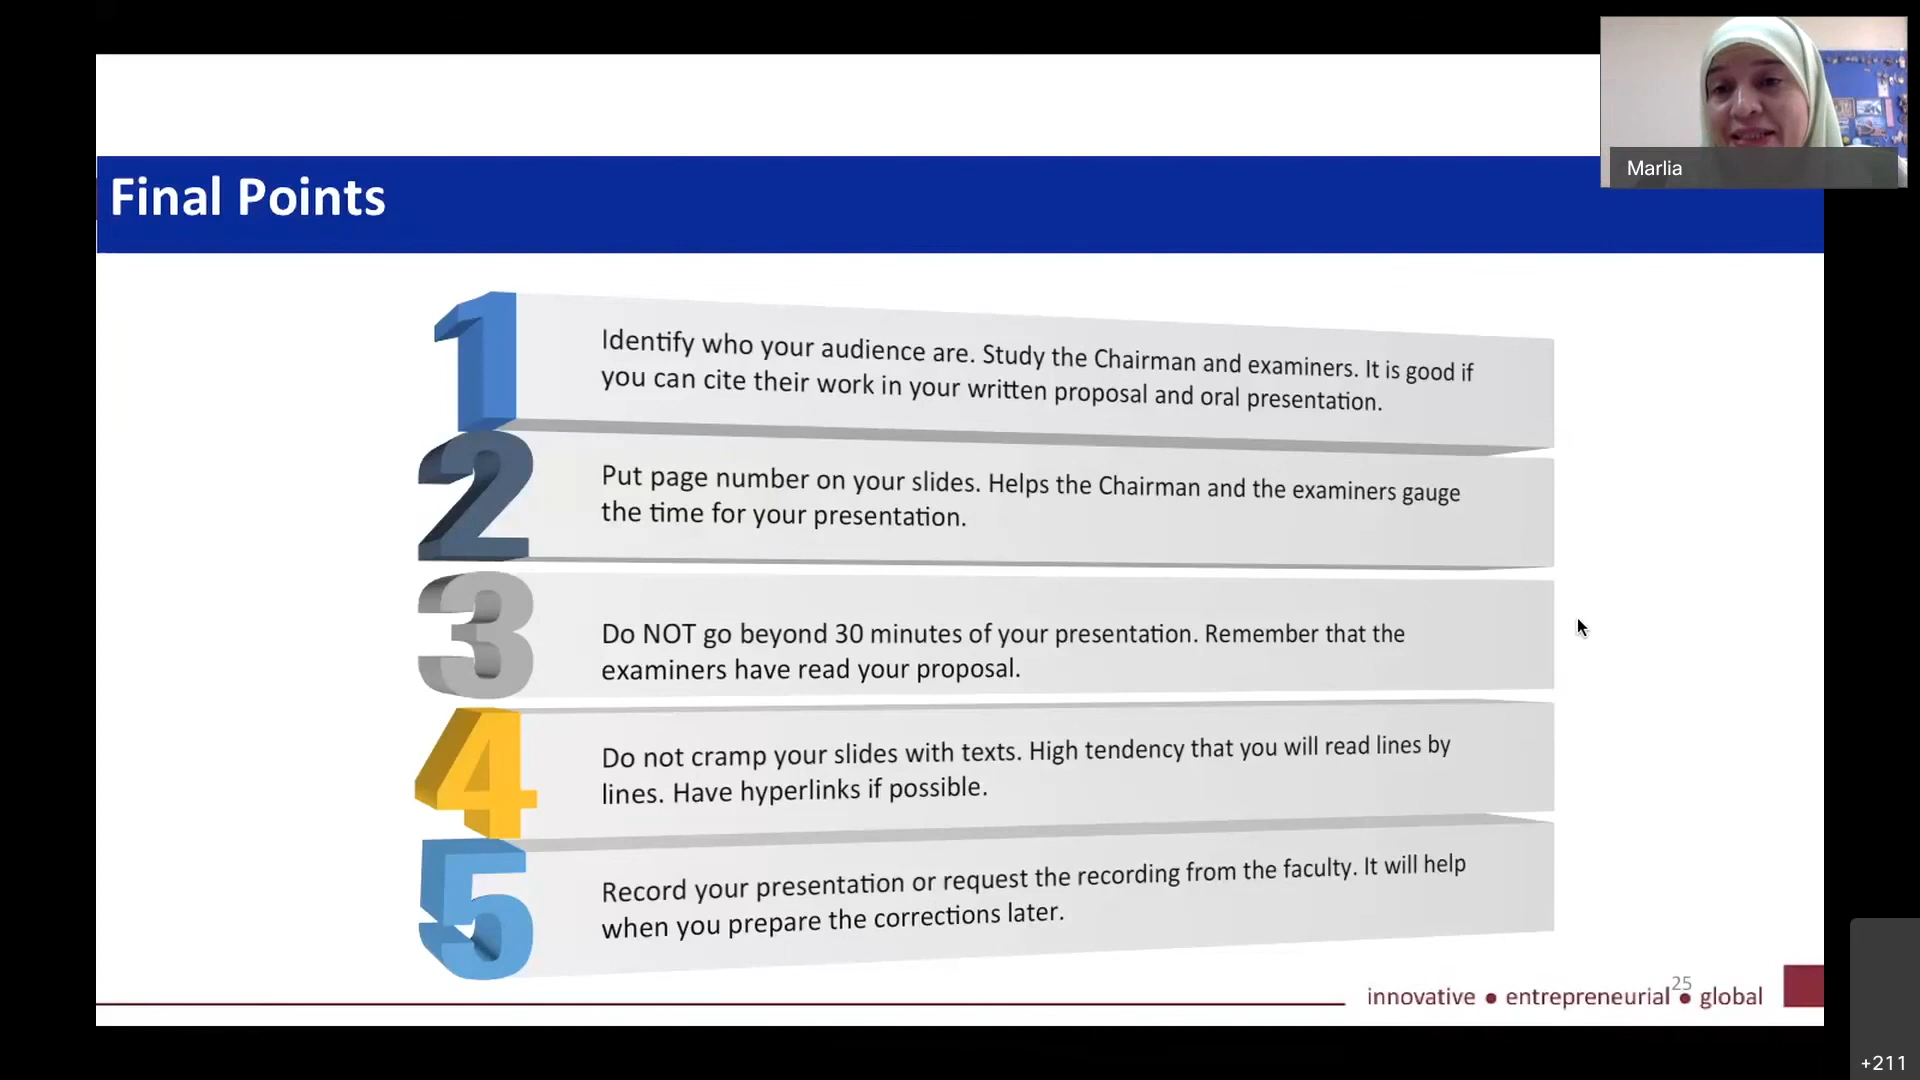 Marlia
Final Points
1
Identify who your audience are. Study the Chairman and examiners. It is good if
you can cite their work in your written proposal and oral presentation.
2
Put page number on your slides. Helps the Chairman and the examiners gauge
the time for your presentation.
3
Do NOT go beyond 30 minutes of your presentation. Remember that the
examiners have read your proposal.
4
Do not cramp your slides with texts. High tendency that you will read lines by
lines. Have hyperlinks if possible.
5
Record your presentation or request the recording from the faculty. It will help
when you prepare the corrections later.
25
innovative ● entrepreneurial ● global
+211